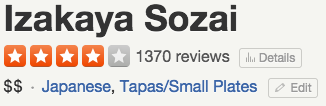 Izakaya Sozai
1370 reviews Details
$$ · Japanese, Tapas/Small Plates Edit